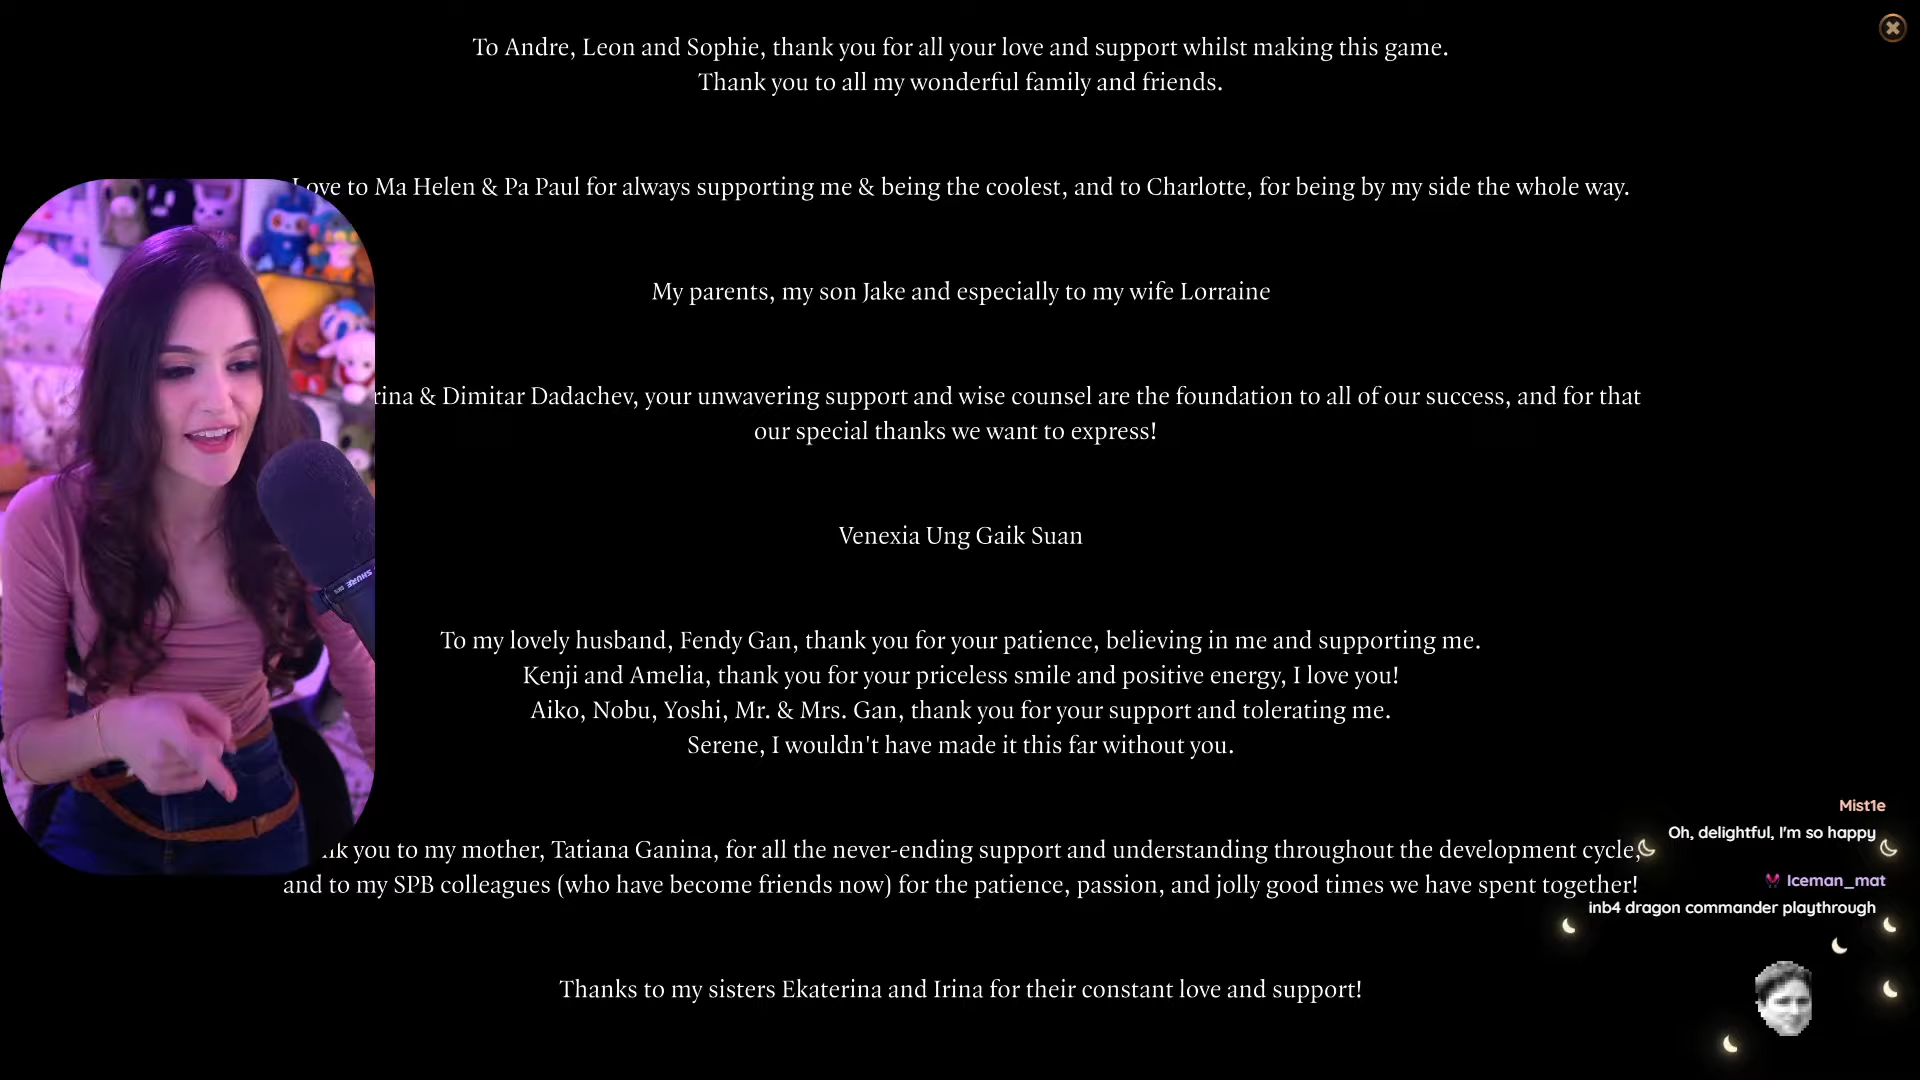 To Andre, Leon and Sophie, thank you for all your love and support whilst making this game.
Thank you to all my wonderful family and friends.
Love to Ma Helen & Pa Paul for always supporting me & being the coolest, and to Charlotte, for being by my side the whole way.
My parents, my son Jake and especially to my wife Lorraine
rina & Dimitar Dadachev, your unwavering support and wise counsel are the foundation to all of our success, and for that
our special thanks we want to express!
Venexia Ung Gaik Suan
To my lovely husband, Fendy Gan, thank you for your patience, believing in me and supporting me.
Kenji and Amelia, thank you for your priceless smile and positive energy, I love you!
Aiko, Nobu, Yoshi, Mr. & Mrs. Gan, thank you for your support and tolerating me.
Serene, I wouldn't have made it this far without you.
you to my mother, Tatiana Ganina, for all the never-ending support and understanding throughout the development cycle,
and to my SPB colleagues (who have become friends now) for the patience, passion, and jolly good times we have spent together!
Thanks to my sisters Ekaterina and Irina for their constant love and support!
SHURE
Mist1e
Oh, delightful, I'm so happy
Iceman_mat
inb4 dragon commander playthrough